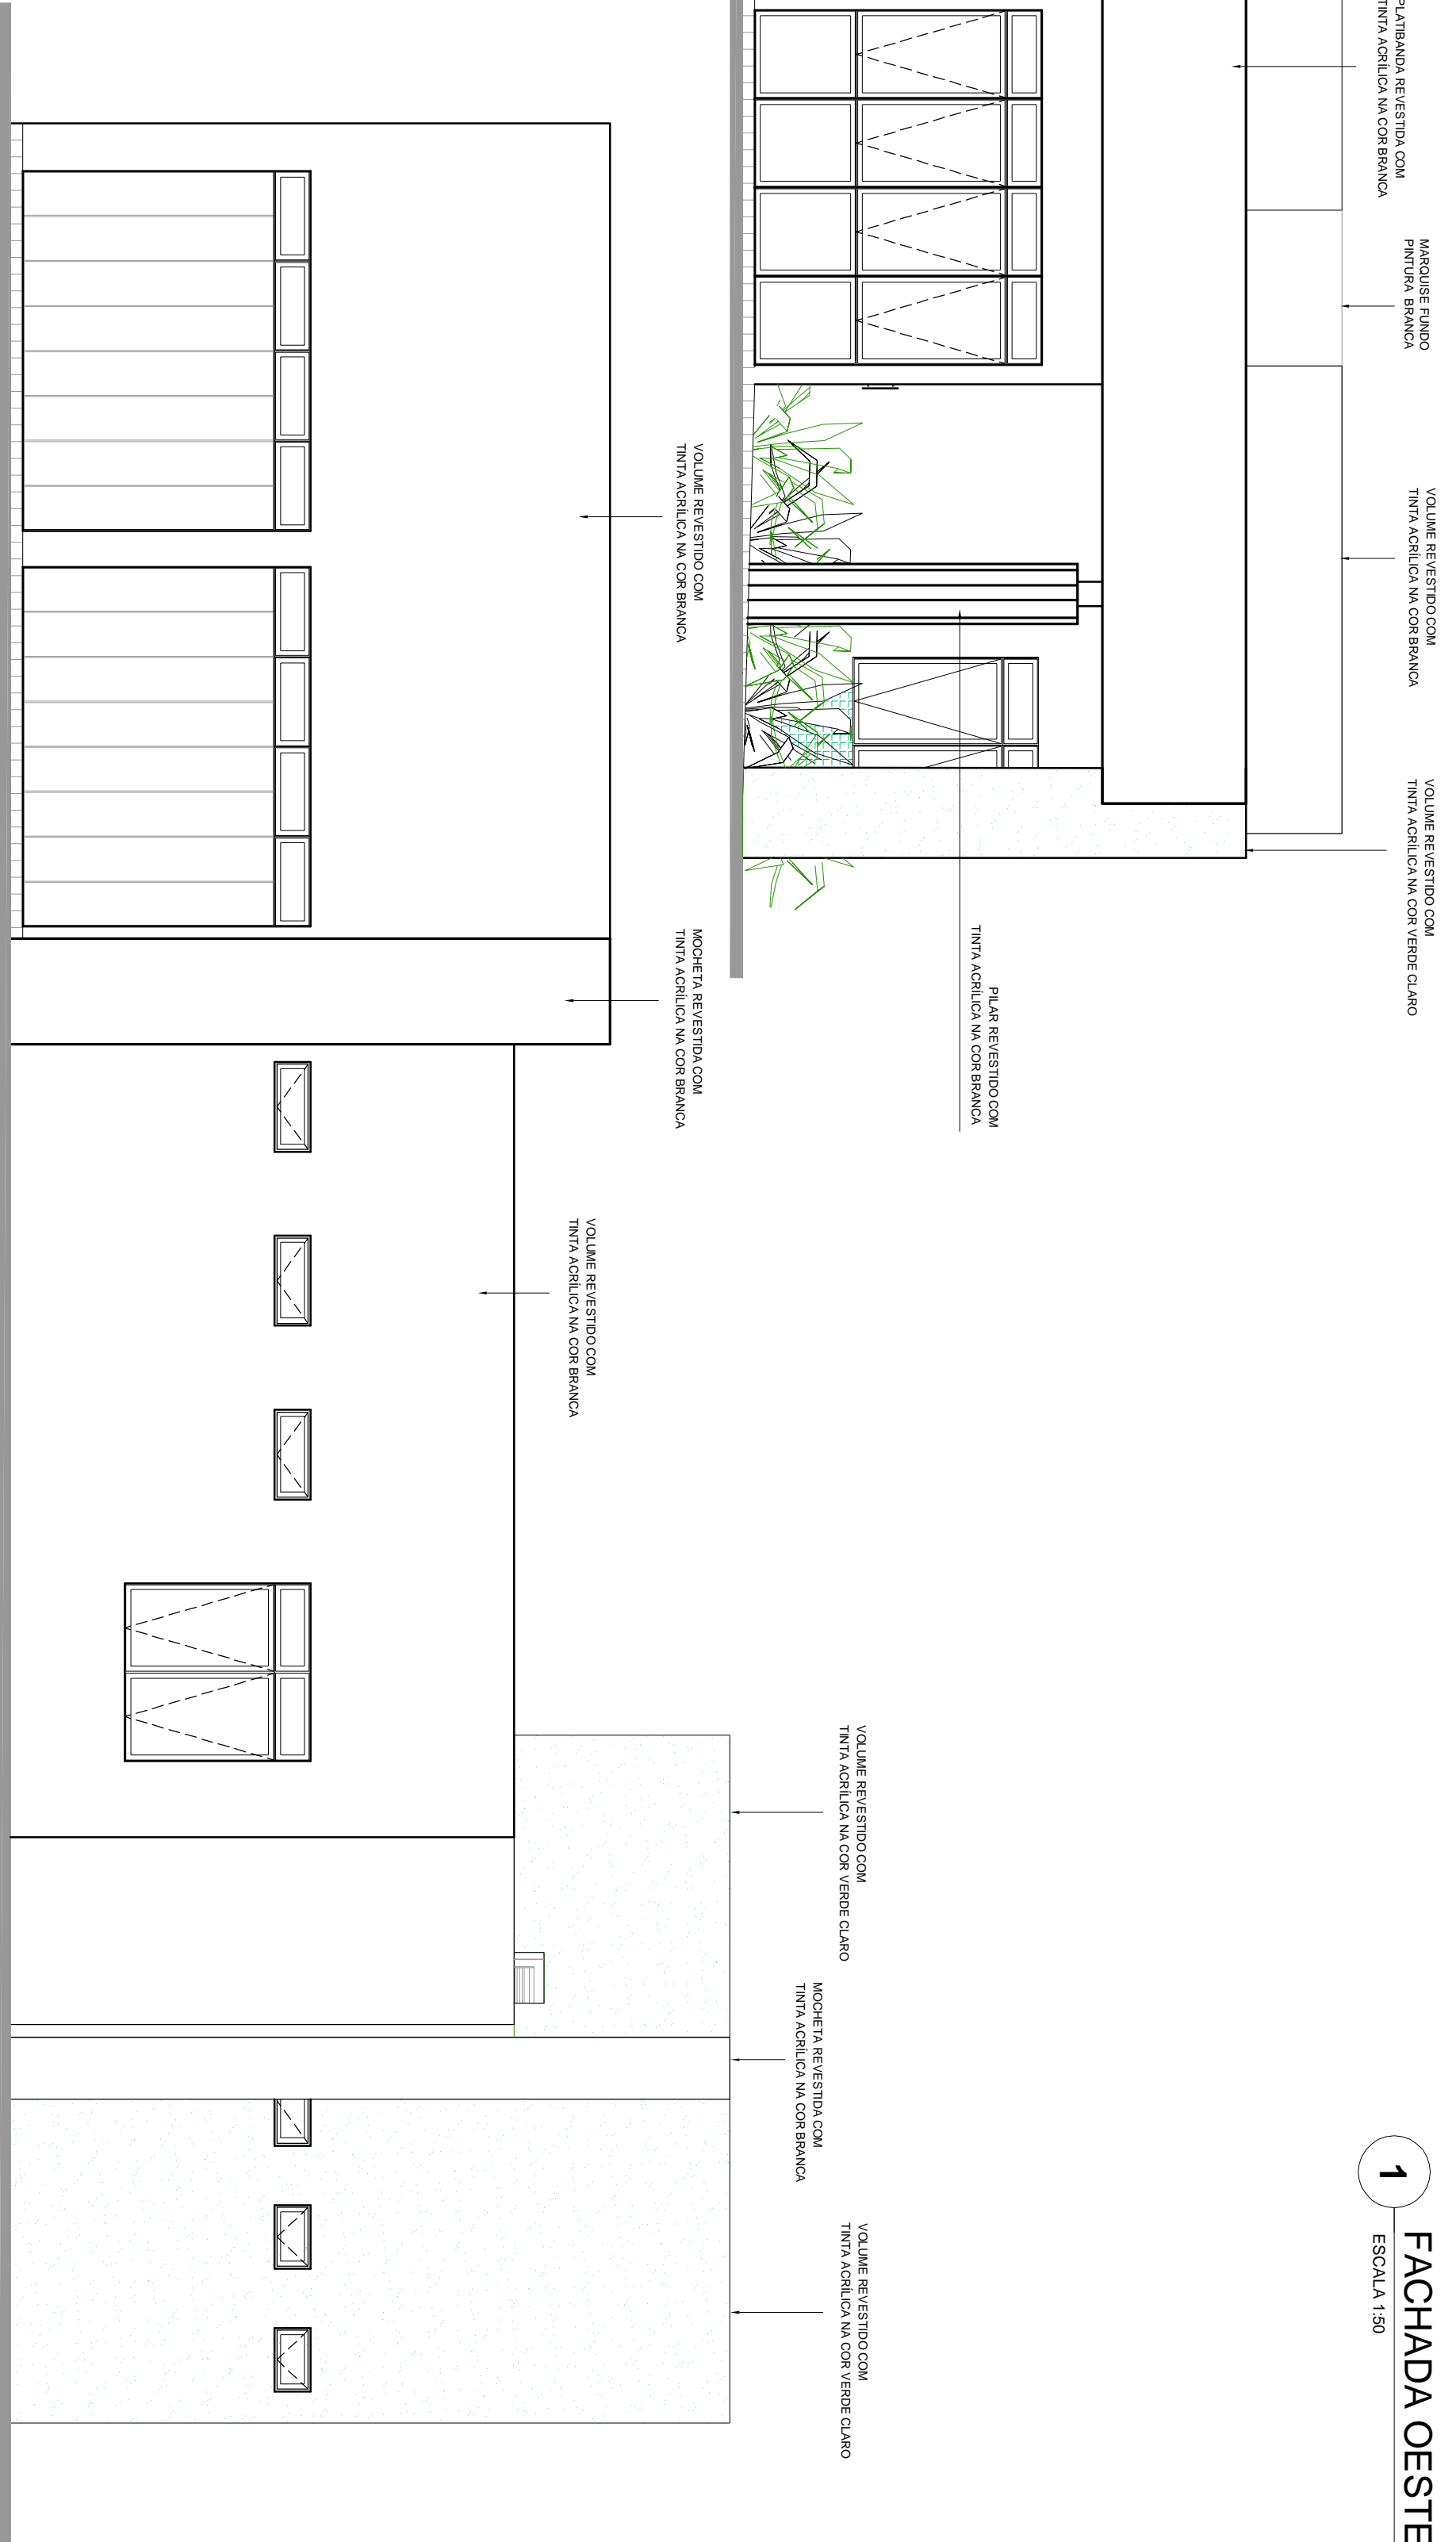 PLATIBANDA REVESTIDA COM
TINTA ACRÍLICA NA COR BRANCA
MARQUISE FUNDO
PINTURA BRANCA
VOLUME REVESTIDO COM
TINTA ACRÍLICA NA COR BRANCA
VOLUME REVESTIDO COM
TINTA ACRÍLICA NA COR VERDE CLARO
PILAR REVESTIDO COM
TINTA ACRÍLICA NA COR BRANCA
1
FACHADA OESTE
ESCALA 1:50
VOLUME REVESTIDO COM
TINTA ACRÍLICA NA COR BRANCA
MOCHETA REVESTIDA COM
TINTA ACRÍLICA NA COR BRANCA
VOLUME REVESTIDO COM
TINTA ACRÍLICA NA COR BRANCA
VOLUME REVESTIDO COM
TINTA ACRÍLICA NA COR VERDE CLARO
MOCHETA REVESTIDA COM
TINTA ACRÍLICA NA COR BRANCA
VOLUME REVESTIDO COM
TINTA ACRÍLICA NA COR VERDE CLARO